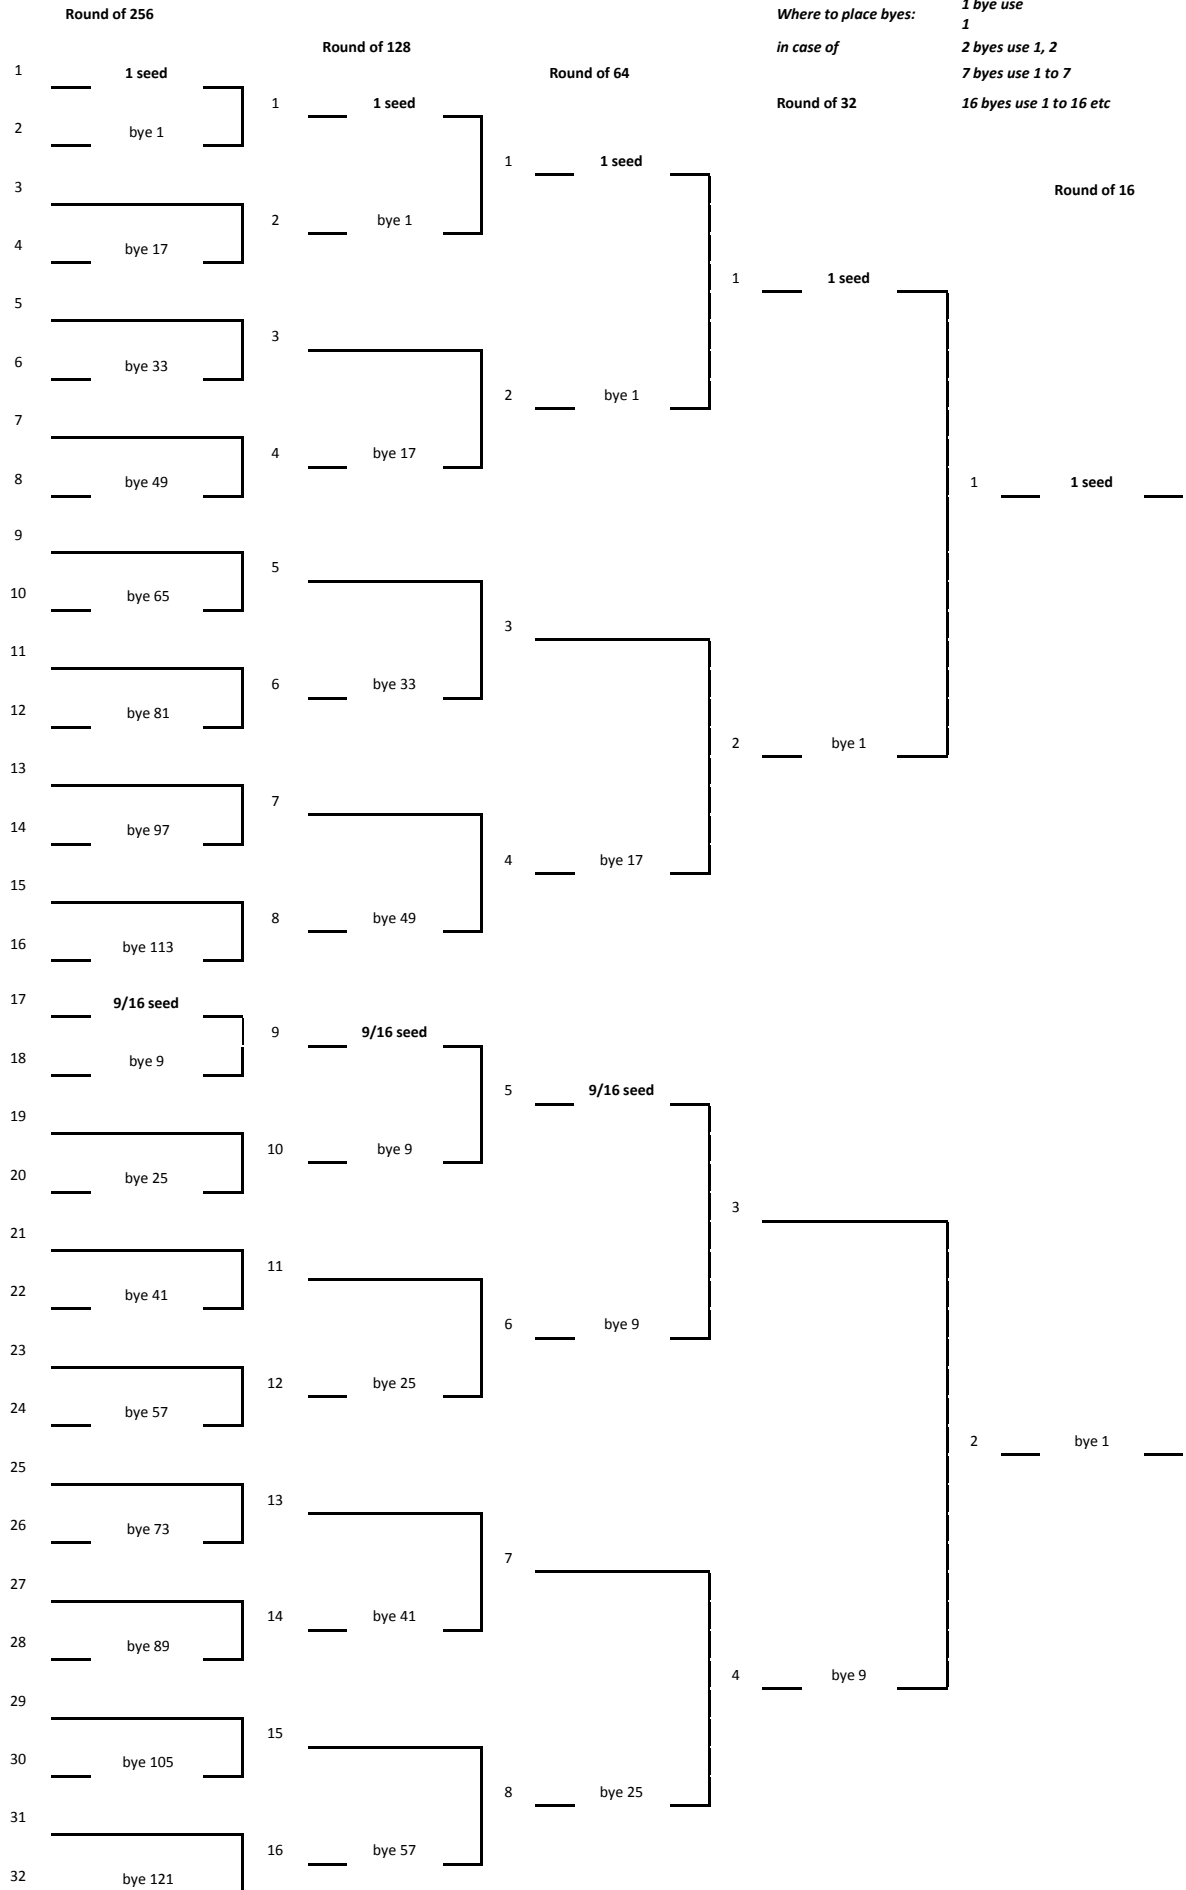 Round of 256
Where to place byes:
1 bye use
1
Round of 128
in case of
2 byes use 1, 2
1
1 seed
Round of 64
7 byes use 1 to 7
1
1 seed
Round of 32
16 byes use 1 to 16 etc
2
bye 1
1
1 seed
3
Round of 16
2
bye 1
4
bye 17
1
1 seed
5
3
6
bye 33
2
bye 1
7
4
bye 17
8
bye 49
1
1 seed
9
5
10
bye 65
3
11
6
bye 33
12
bye 81
2
bye 1
13
7
14
bye 97
4
bye 17
15
8
bye 49
16
bye 113
17
9/16 seed
9
9/16 seed
18
bye 9
5
9/16 seed
19
10
bye 9
20
bye 25
3
21
11
22
bye 41
6
bye 9
23
12
bye 25
24
bye 57
2
bye 1
25
13
26
bye 73
7
27
14
bye 41
28
bye 89
4
bye 9
29
15
30
bye 105
8
bye 25
31
16
bye 57
32
bye 121